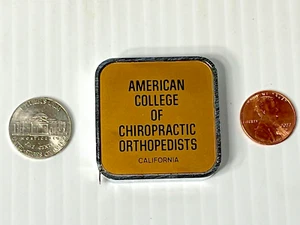 AMERICAN
COLLEGE
OF
CHIROPRACTIC
ORTHOPEDISTS
CALIFORNIA